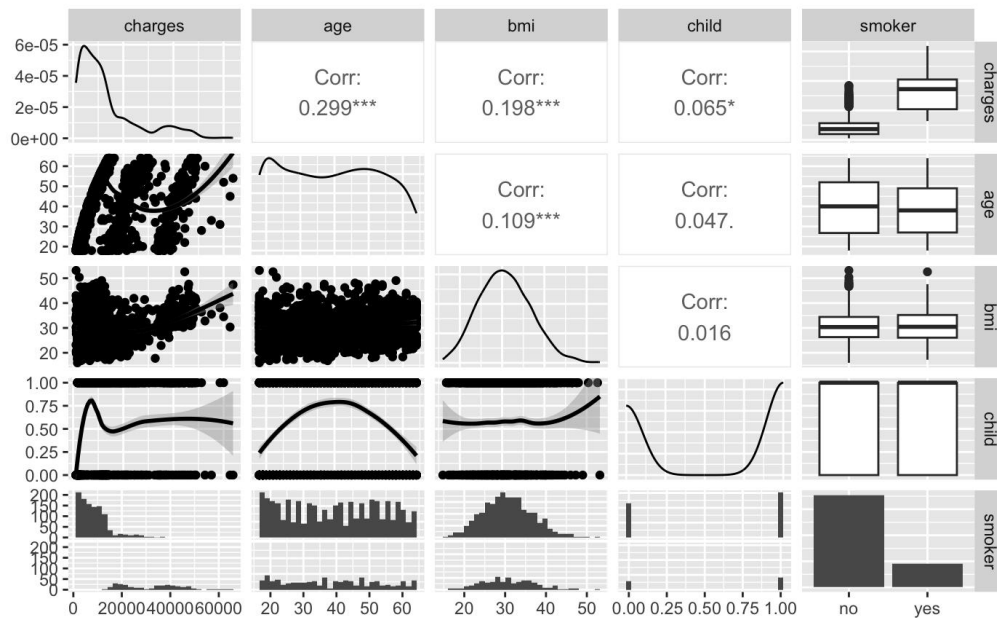 charges age bmi child smoker
6e-05
4e-05
2e-05
0e+00
Corr:
0.299***
Corr:
0.198***
Corr:
0.065*
charges
60
50
40
30
20
Corr:
0.109***
Corr:
0.047.
age
50
40
30
20
Corr:
0.016
bmi
1.00
0.75
0.50
0.25
0.00
child
200
150
100
50
0
200
150
100
50
0
smoker
0 200000 400000 60000
20 30 40 50 60
20 30 40 50
0.00 0.25 0.50 0.75 1.00
no yes